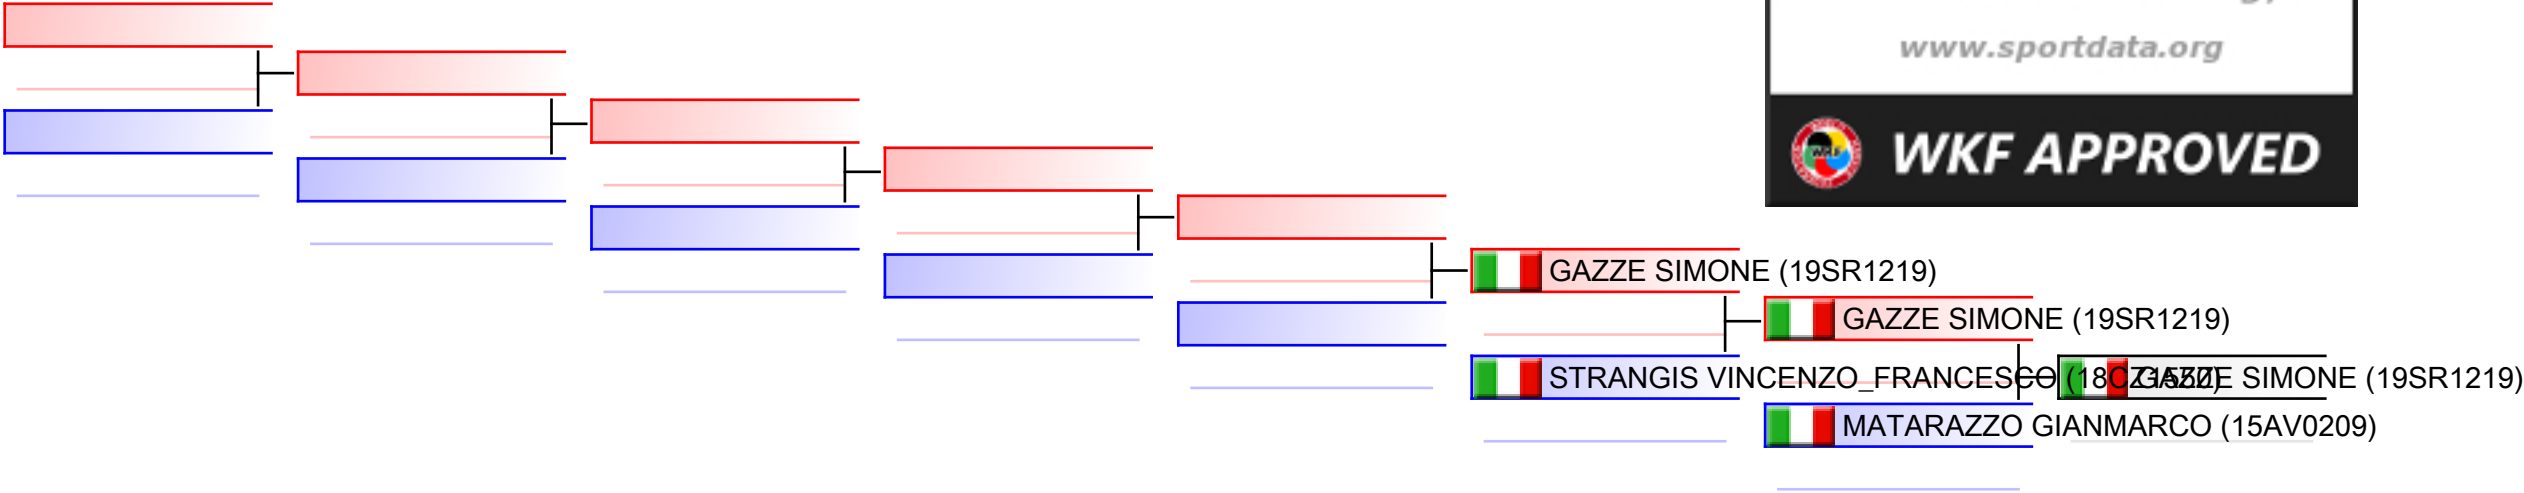 www.sportdata.org
WKF APPROVED
GAZZE SIMONE (19SR1219)
GAZZE SIMONE (19SR1219)
STRANGIS VINCENZO_FRANCESCO
GAZZE SIMONE (19SR1219)
MATARAZZO GIANMARCO (15AV0209)